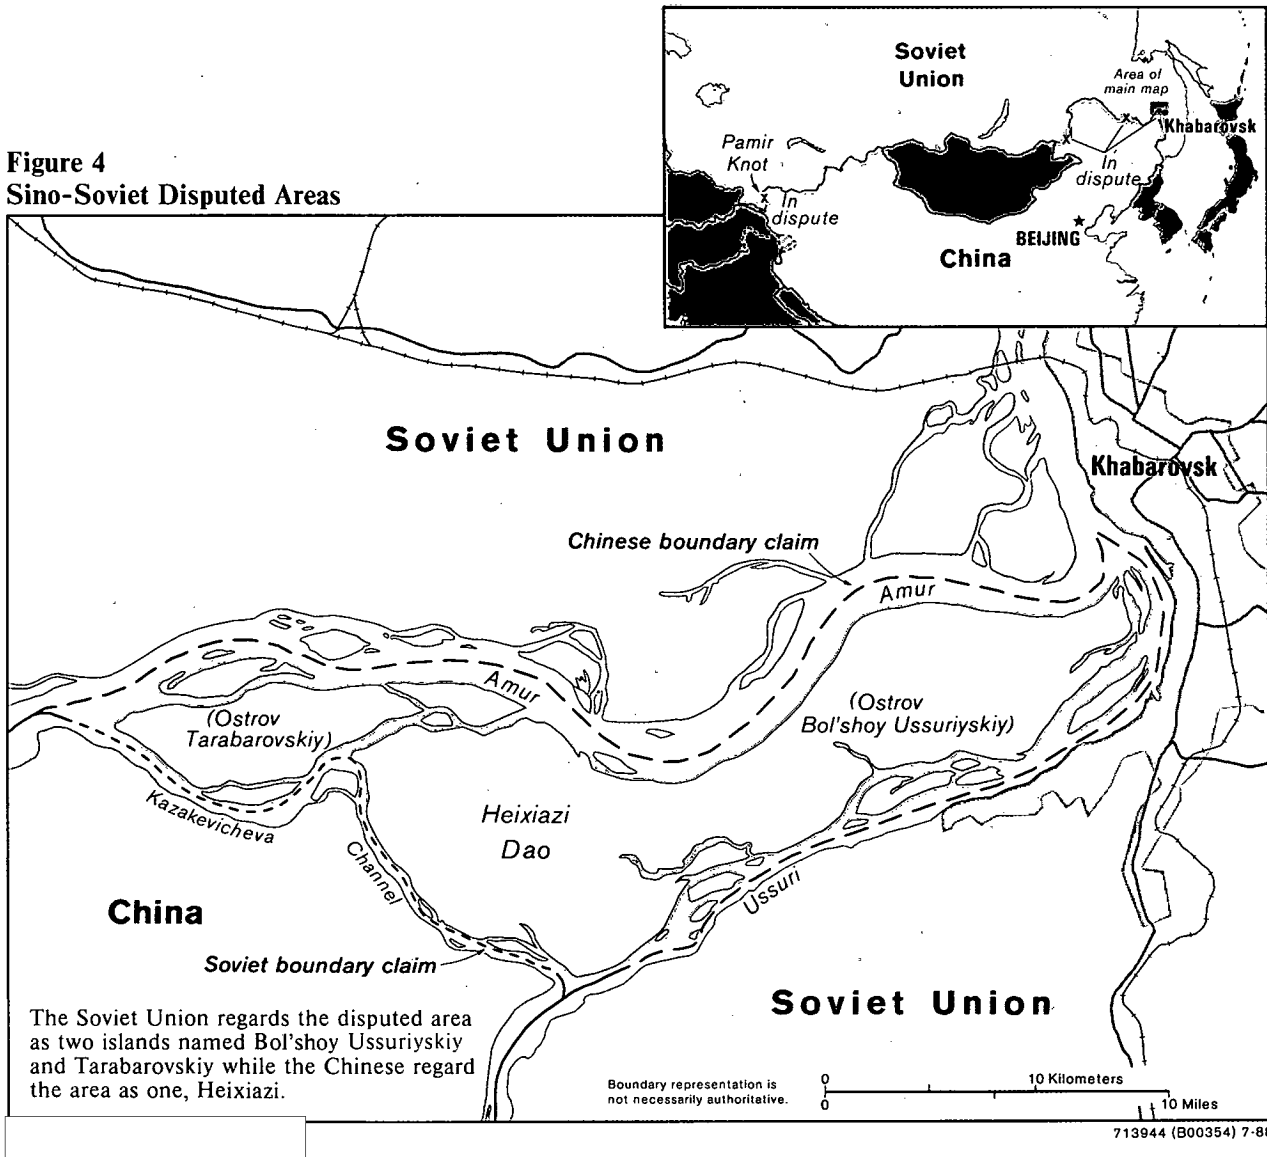 Figure 4
Sino-Soviet Disputed Areas
Soviet
Union
Area of
main map
Khabarovsk
Pamir
Knot
In
dispute
In
dispute
BEIJING
China
Soviet Union
Khabarovsk
Chinese boundary claim
Amur
Amur
(Ostrov
Tarabarovskiy)
(Ostrov
Bol'shoy Ussuriyskiy)
Kazakevicheva
Channel
Heixiazi
Dao
Ussuri
China
Soviet boundary claim
Soviet Union
The Soviet Union regards the disputed area
as two islands named Bol'shoy Ussuriyskiy
and Tarabarovskiy while the Chinese regard
the area as one, Heixiazi.
Boundary representation is
not necessarily authoritative.
0 10 Kilometers
0 10 Miles
713944 (B00354) 7-88